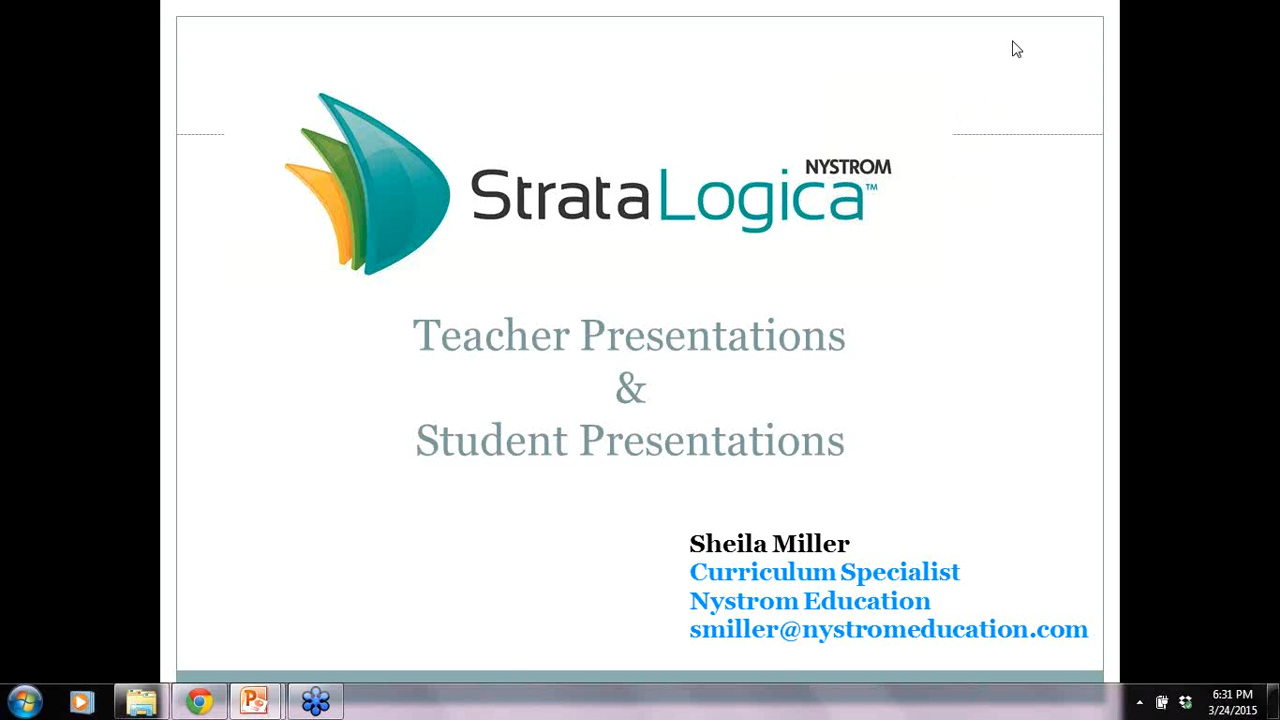 NYSTROM
StrataLogica™
Teacher Presentations
&
Student Presentations
Sheila Miller
Curriculum Specialist
Nystrom Education
smiller@nystromeducation.com
6:31 PM
3/24/2015